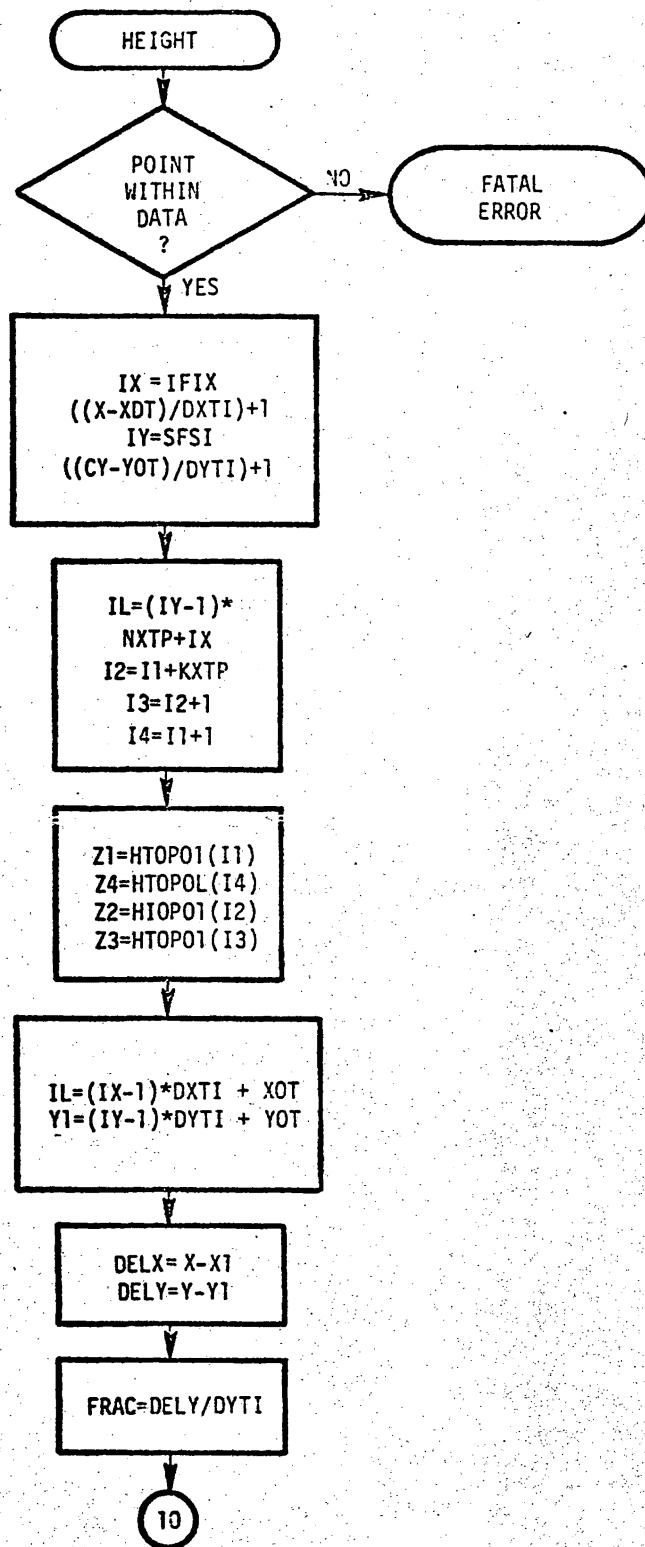 HEIGHT
POINT
WITHIN
DATA
?
NO
FATAL
ERROR
YES
IX = IFIX
((X-XDT)/DXTI)+1
IY=SFSI
((CY-YOT)/DYTI)+1
IL=(IY-1)*
NXTP+IX
I2=I1+KXTP
I3=I2+1
I4=I1+1
Z1=HTOPO1(I1)
Z4=HTOPOL(I4)
Z2=HIOPO1(I2)
Z3=HTOPO1(I3)
IL=(IX-1)*DXTI + XOT
Y1=(IY-1)*DYTI + YOT
DELX= X-X1
DELY=Y-Y1
FRAC=DELY/DYTI
10